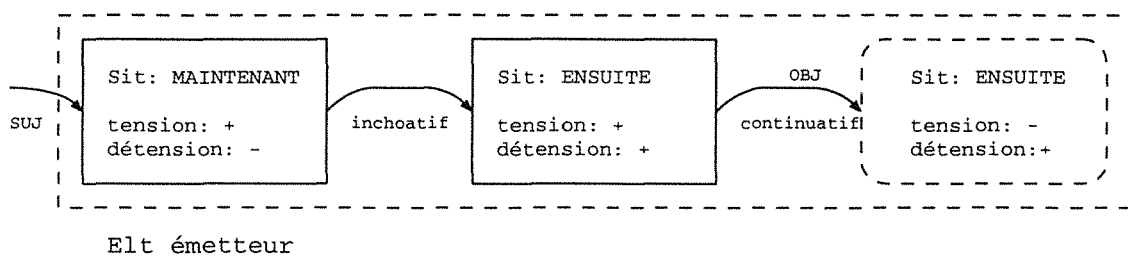 Sit: MAINTENANT
tension: +
détension: -
SUJ
inchoatif
Sit: ENSUITE
tension: +
détension: +
OBJ
continuatif
Sit: ENSUITE
tension: -
détension:+
Elt émetteur